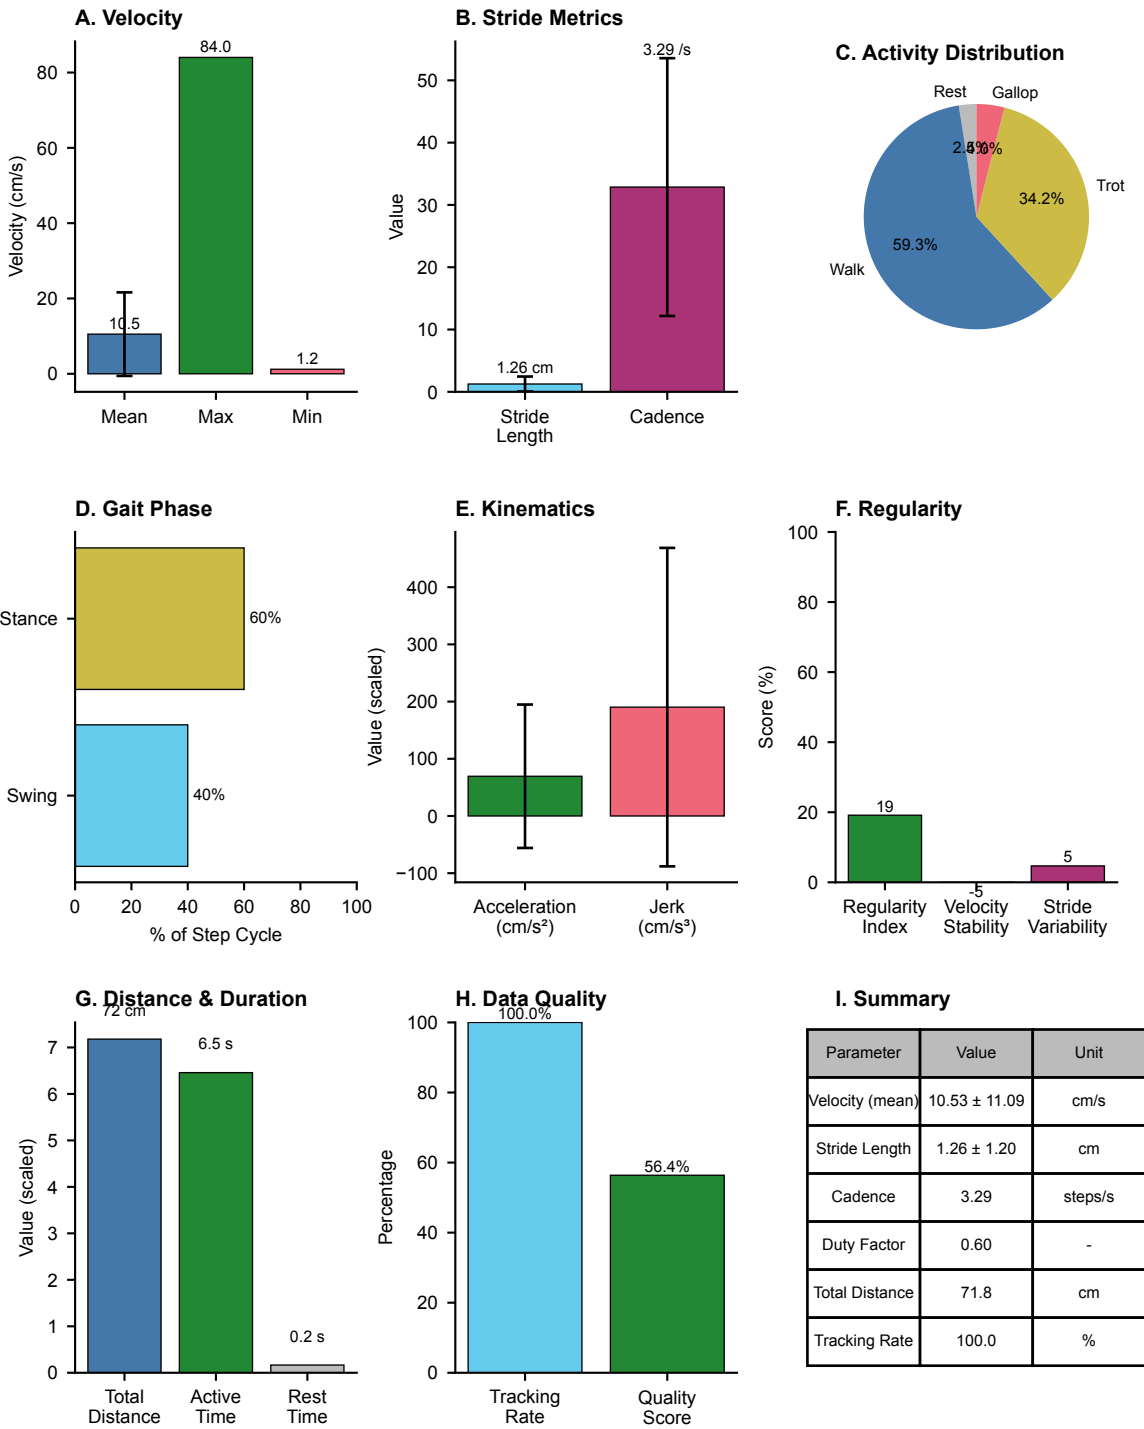 A. Velocity
84.0
80
60
40
20
0
Velocity (cm/s)
10.5
1.2
Mean Max Min
B. Stride Metrics
3.29 /s
50
40
30
20
10
0
Value
1.26 cm
Stride Length
Cadence
C. Activity Distribution
Rest
Gallop
Trot
Walk
4.0%
34.2%
59.3%
D. Gait Phase
Stance
60%
Swing
40%
0 20 40 60 80 100
% of Step Cycle
E. Kinematics
400
300
200
100
0
−100
Value (scaled)
Acceleration
(cm/s²)
Jerk
(cm/s³)
F. Regularity
100
80
60
40
20
0
Score (%)
19
-5
5
Regularity
Index
Velocity
Stability
Stride
Variability
G. Distance & Duration
72 cm
6.5 s
0.2 s
7
6
5
4
3
2
1
0
Value (scaled)
Total
Distance
Active
Time
Rest
Time
H. Data Quality
100.0%
100
80
60
40
20
0
Percentage
56.4%
Tracking
Rate
Quality
Score
I. Summary
Parameter Value Unit
Velocity (mean) 10.53 ± 11.09 cm/s
Stride Length 1.26 ± 1.20 cm
Cadence 3.29 steps/s
Duty Factor 0.60 -
Total Distance 71.8 cm
Tracking Rate 100.0 %